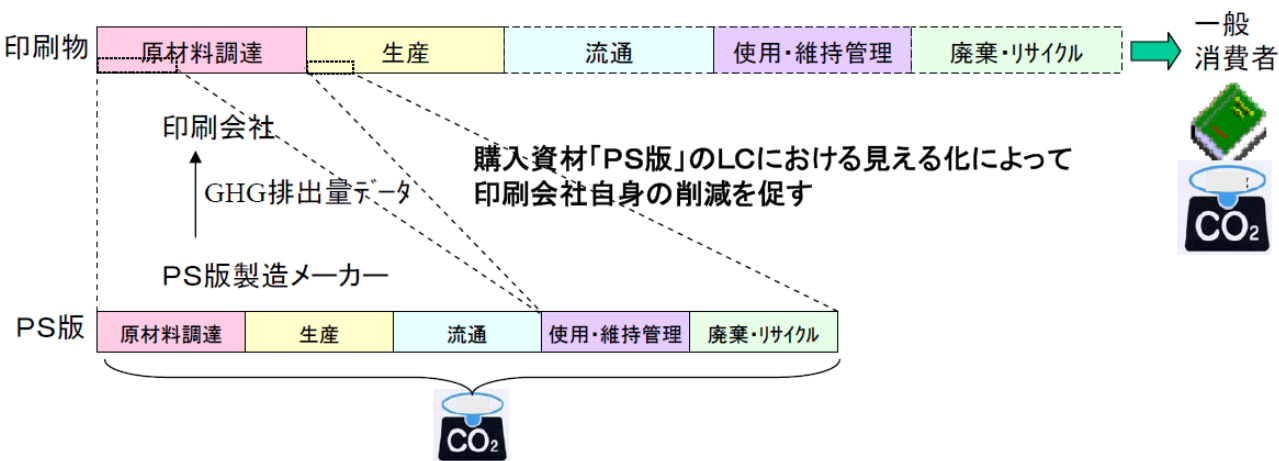 印刷物
原材料調達
生産
流通
使用・維持管理
廃棄・リサイクル
一般
消費者
印刷会社
GHG排出量データ
購入資材「PS版」のLCにおける見える化によって
印刷会社自身の削減を促す
CO2
PS版製造メーカー
PS版
原材料調達
生産
流通
使用・維持管理
廃棄・リサイクル
CO2